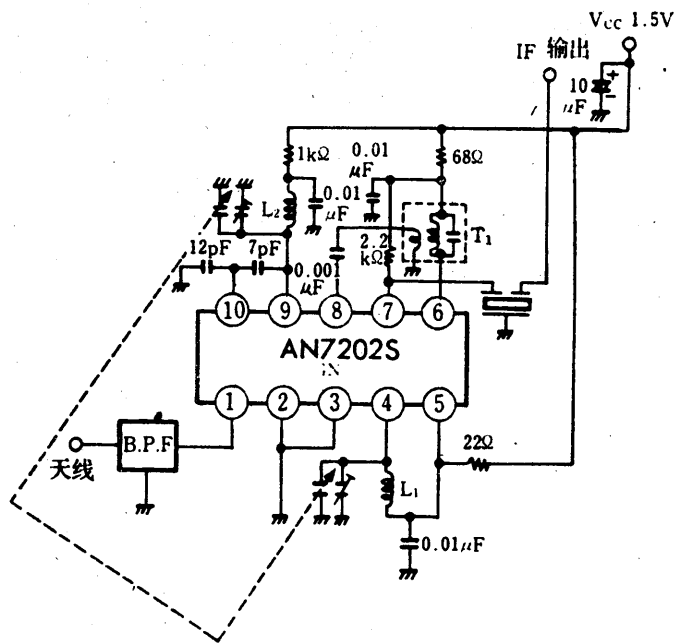 Vcc 1.5V
IF 输出
10
μF
+
-
1kΩ
0.01
μF
68Ω
0.01
μF
L₂
T₁
2.2
kΩ
12pF
7pF
0.001
μF
10
9
8
7
6
AN7202S
1
2
3
4
5
B.P.F
天线
22Ω
L₁
0.01μF